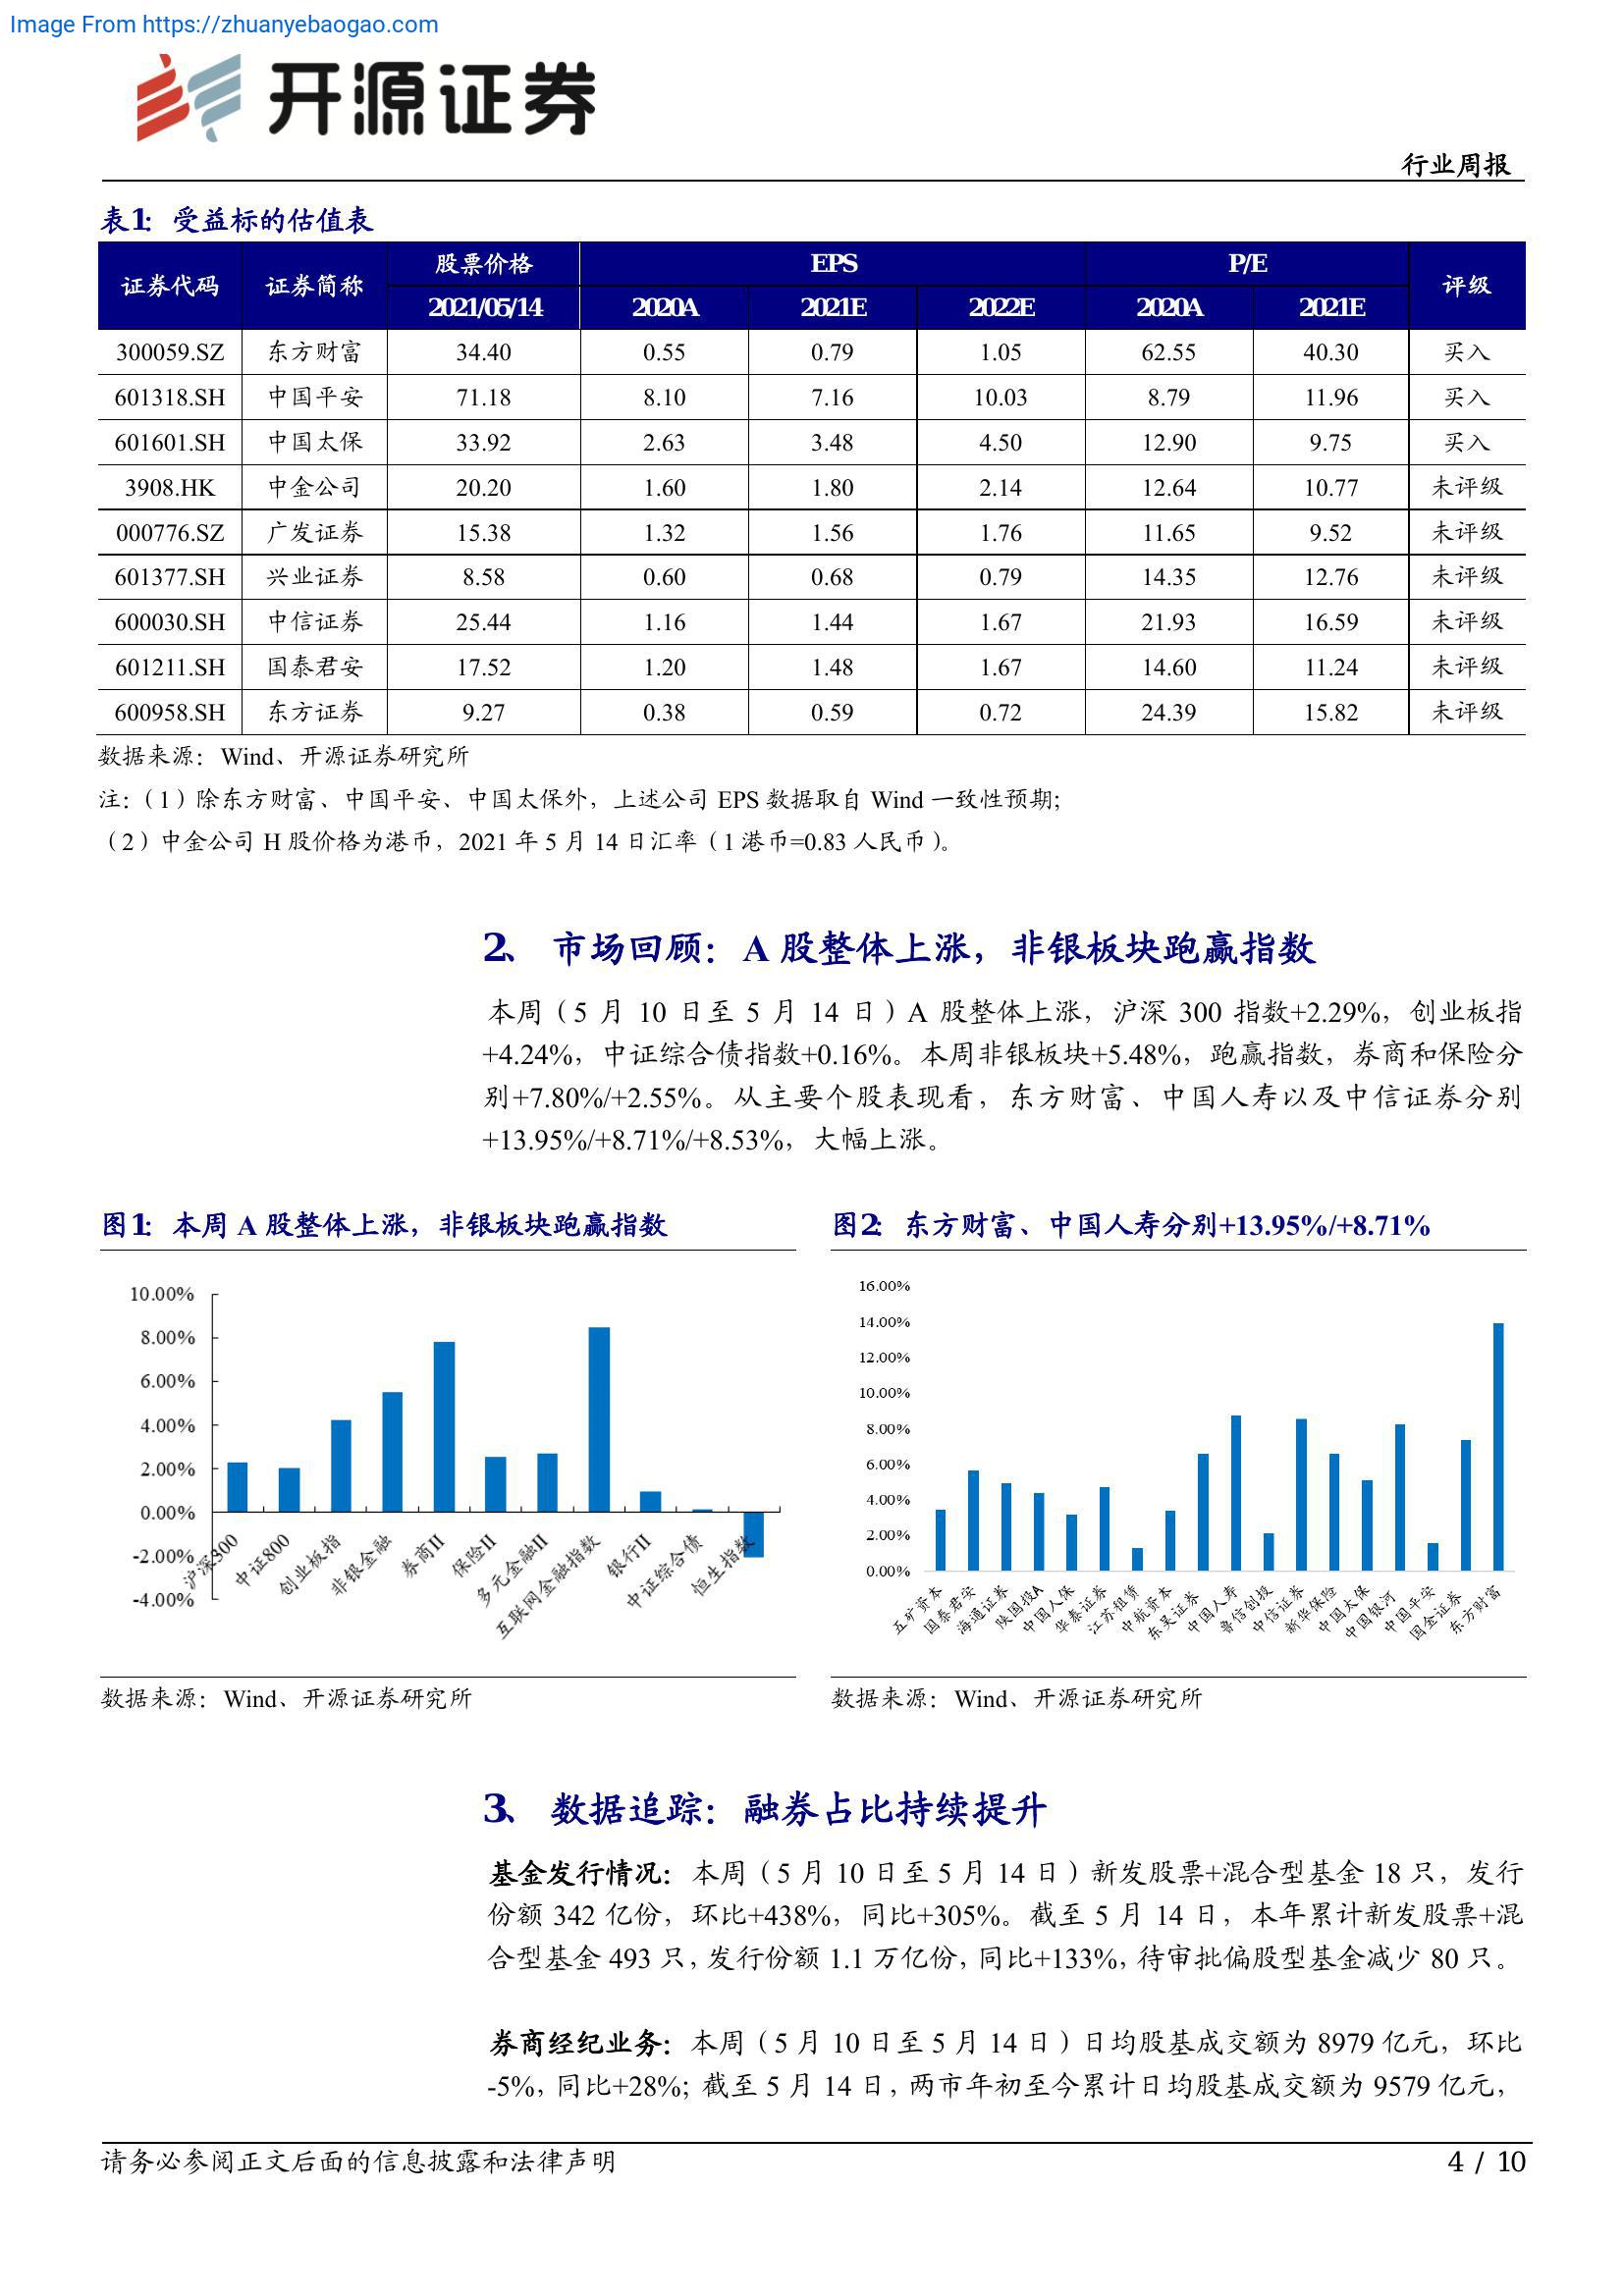 Image From https://zhuanyebaogao.com
开源证券
行业周报
表1： 受益标的估值表
证券代码 证券简称 股票价格 EPS P/E 评级
2021/05/14 2020A 2021E 2022E 2020A 2021E
300059.SZ 东方财富 34.40 0.55 0.79 1.05 62.55 40.30 买入
601318.SH 中国平安 71.18 8.10 7.16 10.03 8.79 11.96 买入
601601.SH 中国太保 33.92 2.63 3.48 4.50 12.90 9.75 买入
3908.HK 中金公司 20.20 1.60 1.80 2.14 12.64 10.77 未评级
000776.SZ 广发证券 15.38 1.32 1.56 1.76 11.65 9.52 未评级
601377.SH 兴业证券 8.58 0.60 0.68 0.79 14.35 12.76 未评级
600030.SH 中信证券 25.44 1.16 1.44 1.67 21.93 16.59 未评级
601211.SH 国泰君安 17.52 1.20 1.48 1.67 14.60 11.24 未评级
600958.SH 东方证券 9.27 0.38 0.59 0.72 24.39 15.82 未评级
数据来源：Wind、开源证券研究所
注：（1）除东方财富、中国平安、中国太保外，上述公司 EPS 数据取自 Wind 一致性预期；
（2）中金公司 H 股价格为港币，2021 年 5 月 14 日汇率（1 港币=0.83 人民币）。
2、 市场回顾：A 股整体上涨，非银板块跑赢指数
本周（5 月 10 日至 5 月 14 日）A 股整体上涨，沪深 300 指数+2.29%，创业板指
+4.24%，中证综合债指数+0.16%。本周非银板块+5.48%，跑赢指数，券商和保险分
别+7.80%/+2.55%。从主要个股表现看，东方财富、中国人寿以及中信证券分别
+13.95%/+8.71%/+8.53%，大幅上涨。
图1： 本周 A 股整体上涨，非银板块跑赢指数
10.00%
8.00%
6.00%
4.00%
2.00%
0.00%
-2.00%
-4.00%
沪深300 中证800 创业板指 非银金融 券商II 保险II 多元金融II 互联网金融指数 银行II 中证综合债 恒生指数
数据来源：Wind、开源证券研究所
图2： 东方财富、中国人寿分别+13.95%/+8.71%
16.00%
14.00%
12.00%
10.00%
8.00%
6.00%
4.00%
2.00%
0.00%
五矿资本 国泰君安 海通证券 陕国投A 中国人保 华泰证券 江苏租赁 中航资本 东吴证券 中国人寿 鲁信创投 中信证券 新华保险 中国太保 中国银河 中国平安 国金证券 东方财富
数据来源：Wind、开源证券研究所
3、 数据追踪：融券占比持续提升
基金发行情况：本周（5 月 10 日至 5 月 14 日）新发股票+混合型基金 18 只，发行
份额 342 亿份，环比+438%，同比+305%。截至 5 月 14 日，本年累计新发股票+混
合型基金 493 只，发行份额 1.1 万亿份，同比+133%，待审批偏股型基金减少 80 只。
券商经纪业务：本周（5 月 10 日至 5 月 14 日）日均股基成交额为 8979 亿元，环比
-5%，同比+28%；截至 5 月 14 日，两市年初至今累计日均股基成交额为 9579 亿元，
请务必参阅正文后面的信息披露和法律声明
4 / 10